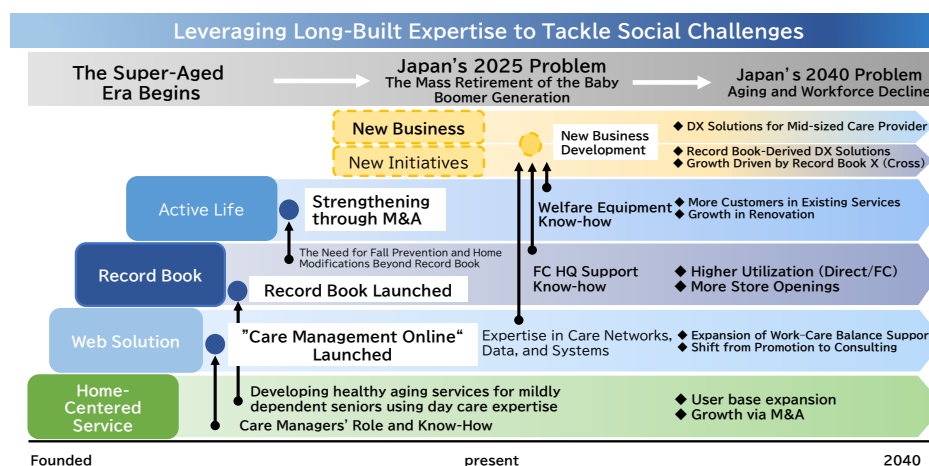 Leveraging Long-Built Expertise to Tackle Social Challenges
The Super-Aged
Era Begins
Japan's 2025 Problem
The Mass Retirement of the Baby
Boomer Generation
Japan's 2040 Problem
Aging and Workforce Decline
New Business
New Initiatives
New Business
Development
◆ DX Solutions for Mid-sized Care Provider
◆ Record Book-Derived DX Solutions
◆ Growth Driven by Record Book X (Cross)
Active Life
Strengthening
through M&A
Welfare Equipment
Know-how
◆ More Customers in Existing Services
◆ Growth in Renovation
The Need for Fall Prevention and Home
Modifications Beyond Record Book
Record Book
Record Book Launched
FC HQ Support
Know-how
◆ Higher Utilization (Direct/FC)
◆ More Store Openings
Web Solution
”Care Management Online“
Launched
Expertise in Care Networks,
Data, and Systems
◆ Expansion of Work-Care Balance Support
◆ Shift from Promotion to Consulting
Home-
Centered
Service
Developing healthy aging services for mildly
dependent seniors using day care expertise
Care Managers' Role and Know-How
◆ User base expansion
◆ Growth via M&A
Founded
present
2040